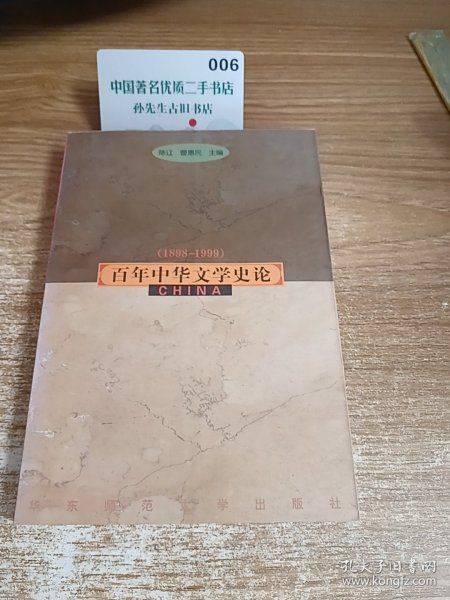 006
中国著名优质二手书店
孙先生古旧书店
陈辽 曹惠民 主编
(1898-1999)
百年中华文学史论
CHINA
华东师范大学出版社
孔夫子旧书网
www.kongfz.com